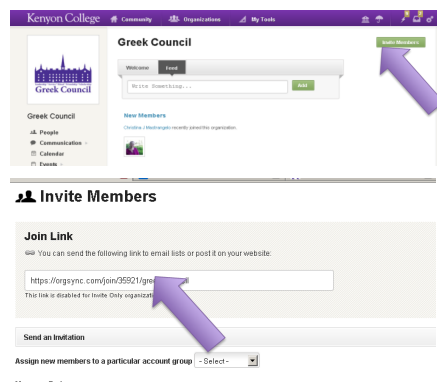 Kenyon College Community Organizations My Tools
Greek Council
Invite Members
Welcome Feed
Write Something... Add
Greek Council
New Members
Christina J Mastrangelo recently joined this organization.
Greek Council
People
Communication
Calendar
Events
Invite Members
Join Link
You can send the following link to email lists or post it on your website:
https://orgsync.com/join/35921/gre
This link is disabled for Invite Only
Send an Invitation
Assign new members to a particular account group - Select -